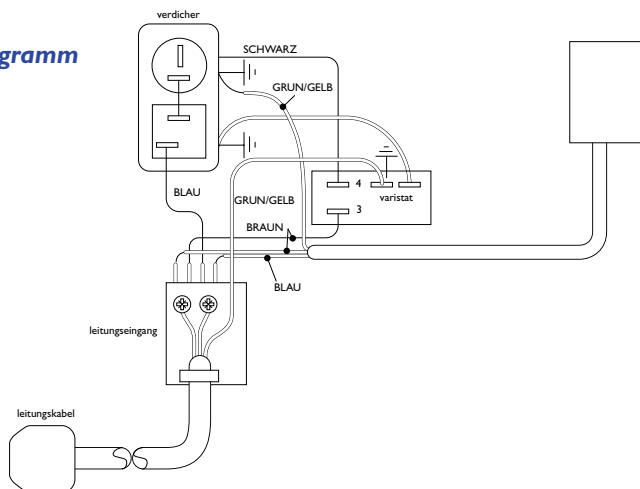 verdicher
gramm
SCHWARZ
GRUN/GELB
BLAU
GRUN/GELB
4
varistat
3
BRAUN
BLAU
leitungseingang
leitungskabel